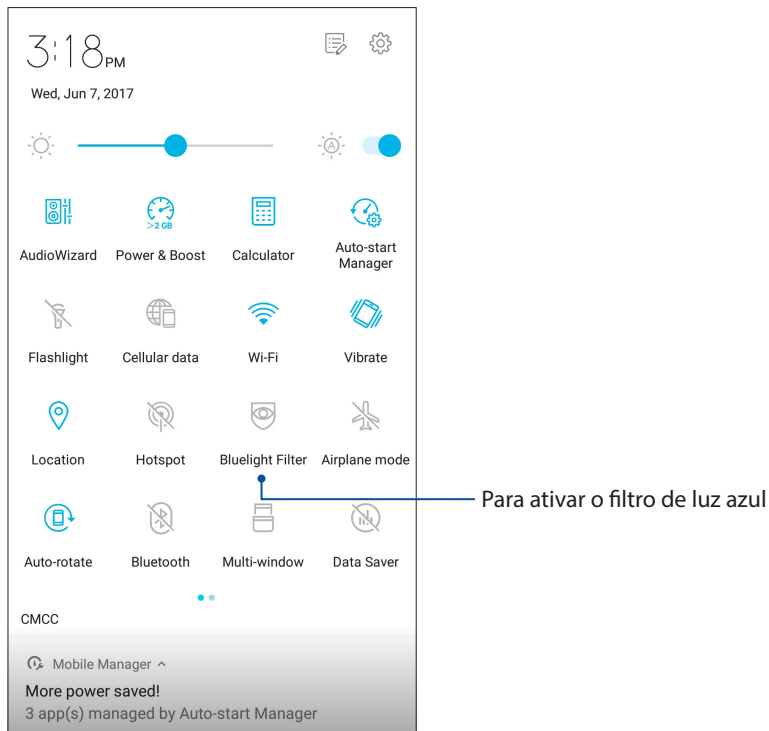 3:18PM
Wed, Jun 7, 2017
A
>2 GB
AudioWizard Power & Boost Calculator Auto-start
Manager
Flashlight Cellular data Wi-Fi Vibrate
Location Hotspot Bluelight Filter Airplane mode
Para ativar o filtro de luz azul
Auto-rotate Bluetooth Multi-window Data Saver
CMCC
Mobile Manager
More power saved!
3 app(s) managed by Auto-start Manager